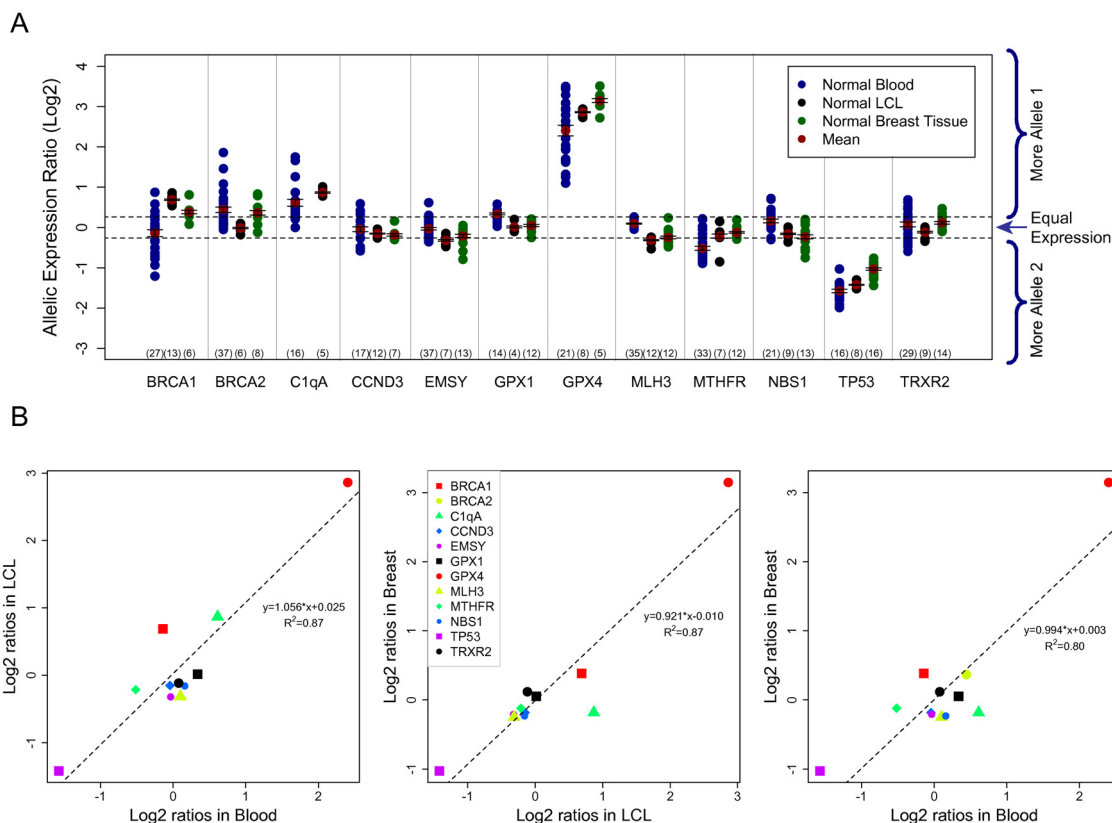 A
Allelic Expression Ratio (Log2)
4
3
2
1
0
-1
-2
-3
Normal Blood
Normal LCL
Normal Breast Tissue
Mean
More Allele 1
Equal
Expression
More Allele 2
(27)(13) (6)
(37) (6) (8)
(16) (5)
(17)(12) (7)
(37) (7) (13)
(14) (4) (12)
(21) (8) (5)
(35)(12)(12)
(33) (7) (12)
(21) (9) (13)
(16) (8) (16)
(29) (9) (14)
BRCA1 BRCA2 C1qA CCND3 EMSY GPX1 GPX4 MLH3 MTHFR NBS1 TP53 TRXR2
B
Log2 ratios in LCL
3
2
1
0
-1
y=1.056*x+0.025
R²=0.87
-1 0 1 2
Log2 ratios in Blood
Log2 ratios in Breast
3
2
1
0
-1
BRCA1
BRCA2
C1qA
CCND3
EMSY
GPX1
GPX4
MLH3
MTHFR
NBS1
TP53
TRXR2
y=0.921*x-0.010
R²=0.87
-1 0 1 2 3
Log2 ratios in LCL
Log2 ratios in Breast
3
2
1
0
-1
y=0.994*x+0.003
R²=0.80
-1 0 1 2
Log2 ratios in Blood